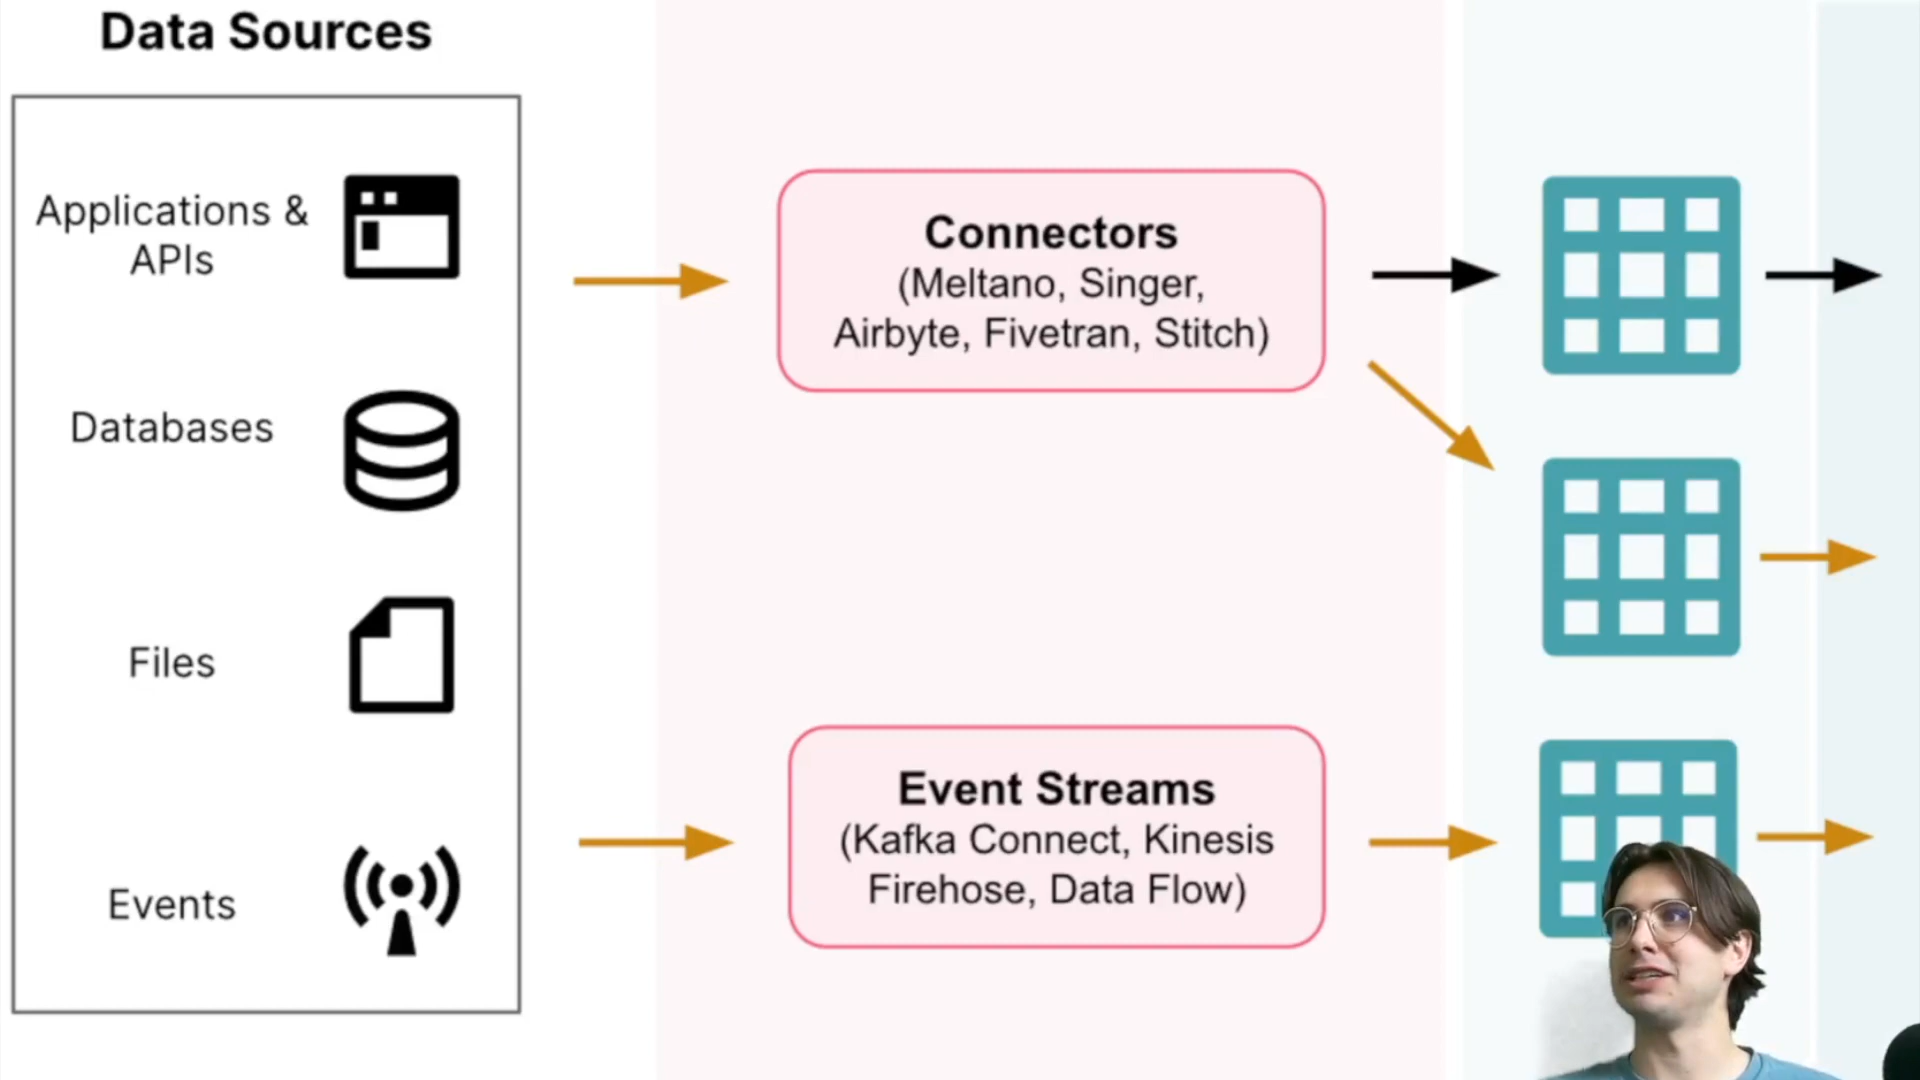 Data Sources
Applications &
APIs
Databases
Files
Events
Connectors
(Meltano, Singer,
Airbyte, Fivetran, Stitch)
Event Streams
(Kafka Connect, Kinesis
Firehose, Data Flow)